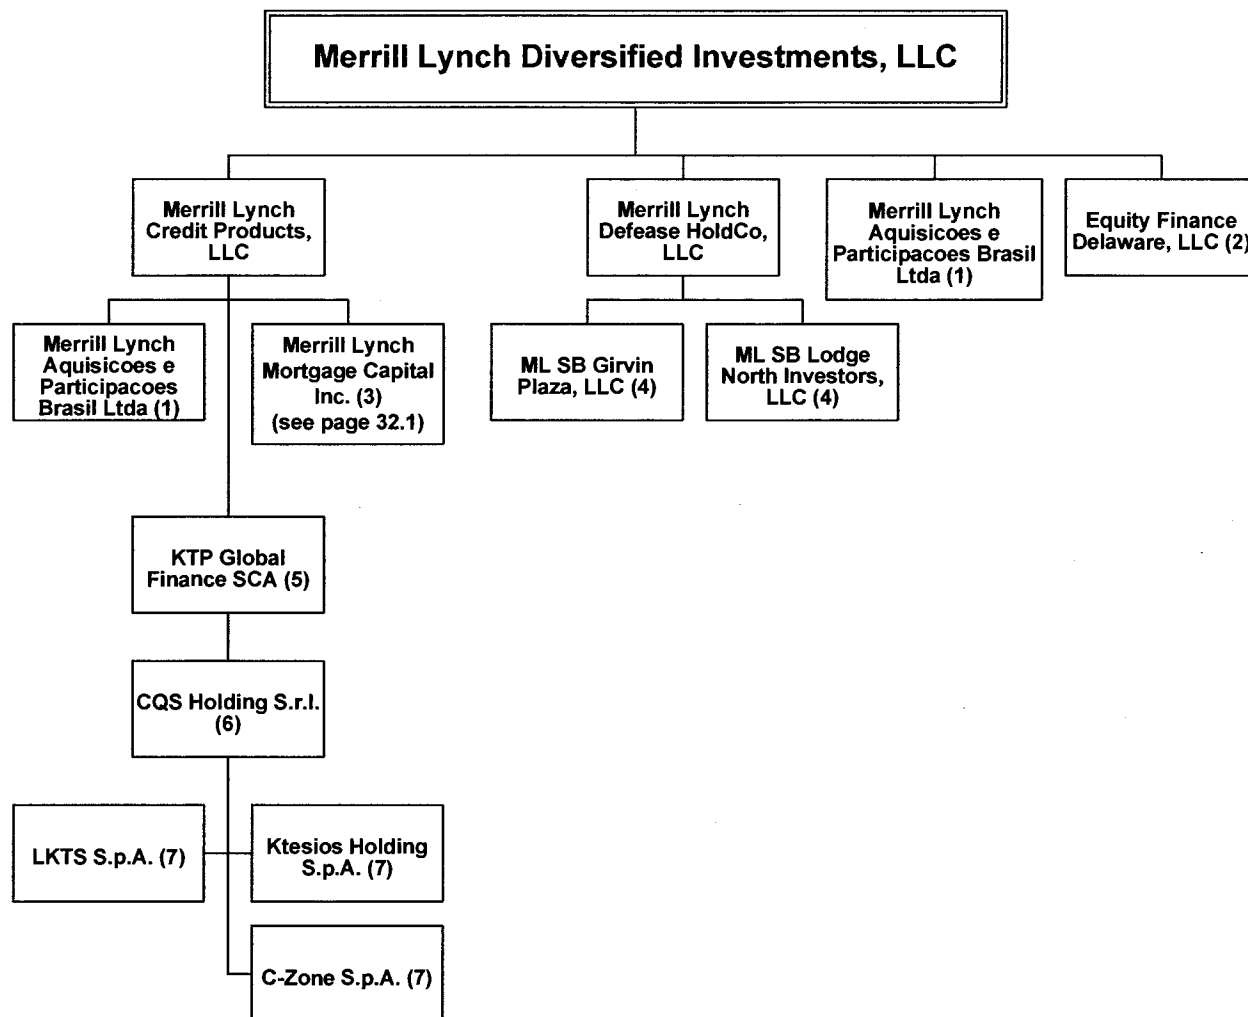 Merrill Lynch Diversified Investments, LLC
Merrill Lynch
Credit Products,
LLC
Merrill Lynch
Defease HoldCo,
LLC
Merrill Lynch
Aquisicoes e
Participacoes Brasil
Ltda (1)
Equity Finance
Delaware, LLC (2)
Merrill Lynch
Aquisicoes e
Participacoes
Brasil Ltda (1)
Merrill Lynch
Mortgage Capital
Inc. (3)
(see page 32.1)
ML SB Girvin
Plaza, LLC (4)
ML SB Lodge
North Investors,
LLC (4)
KTP Global
Finance SCA (5)
CQS Holding S.r.l.
(6)
LKTS S.p.A. (7)
Ktesios Holding
S.p.A. (7)
C-Zone S.p.A. (7)